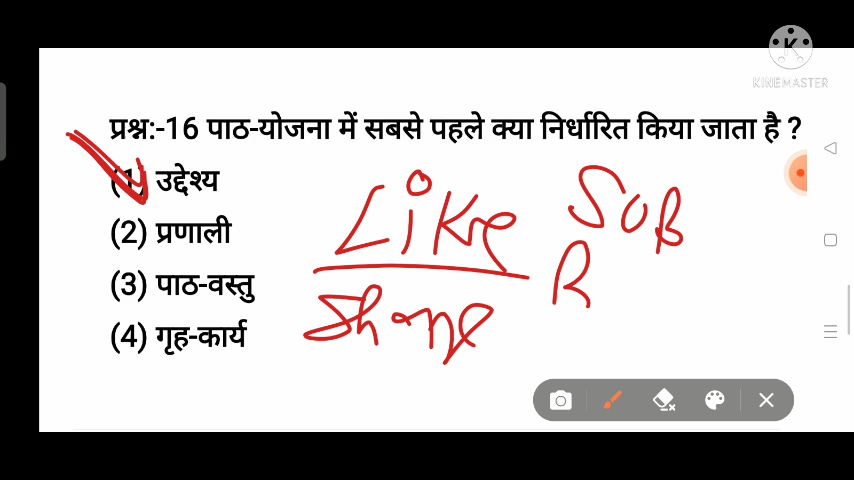 KINEMASTER
प्रश्न:-16 पाठ-योजना में सबसे पहले क्या निर्धारित किया जाता है ?
(1) उद्देश्य
(2) प्रणाली
(3) पाठ-वस्तु
(4) गृह-कार्य
Like
Share
SUB
R